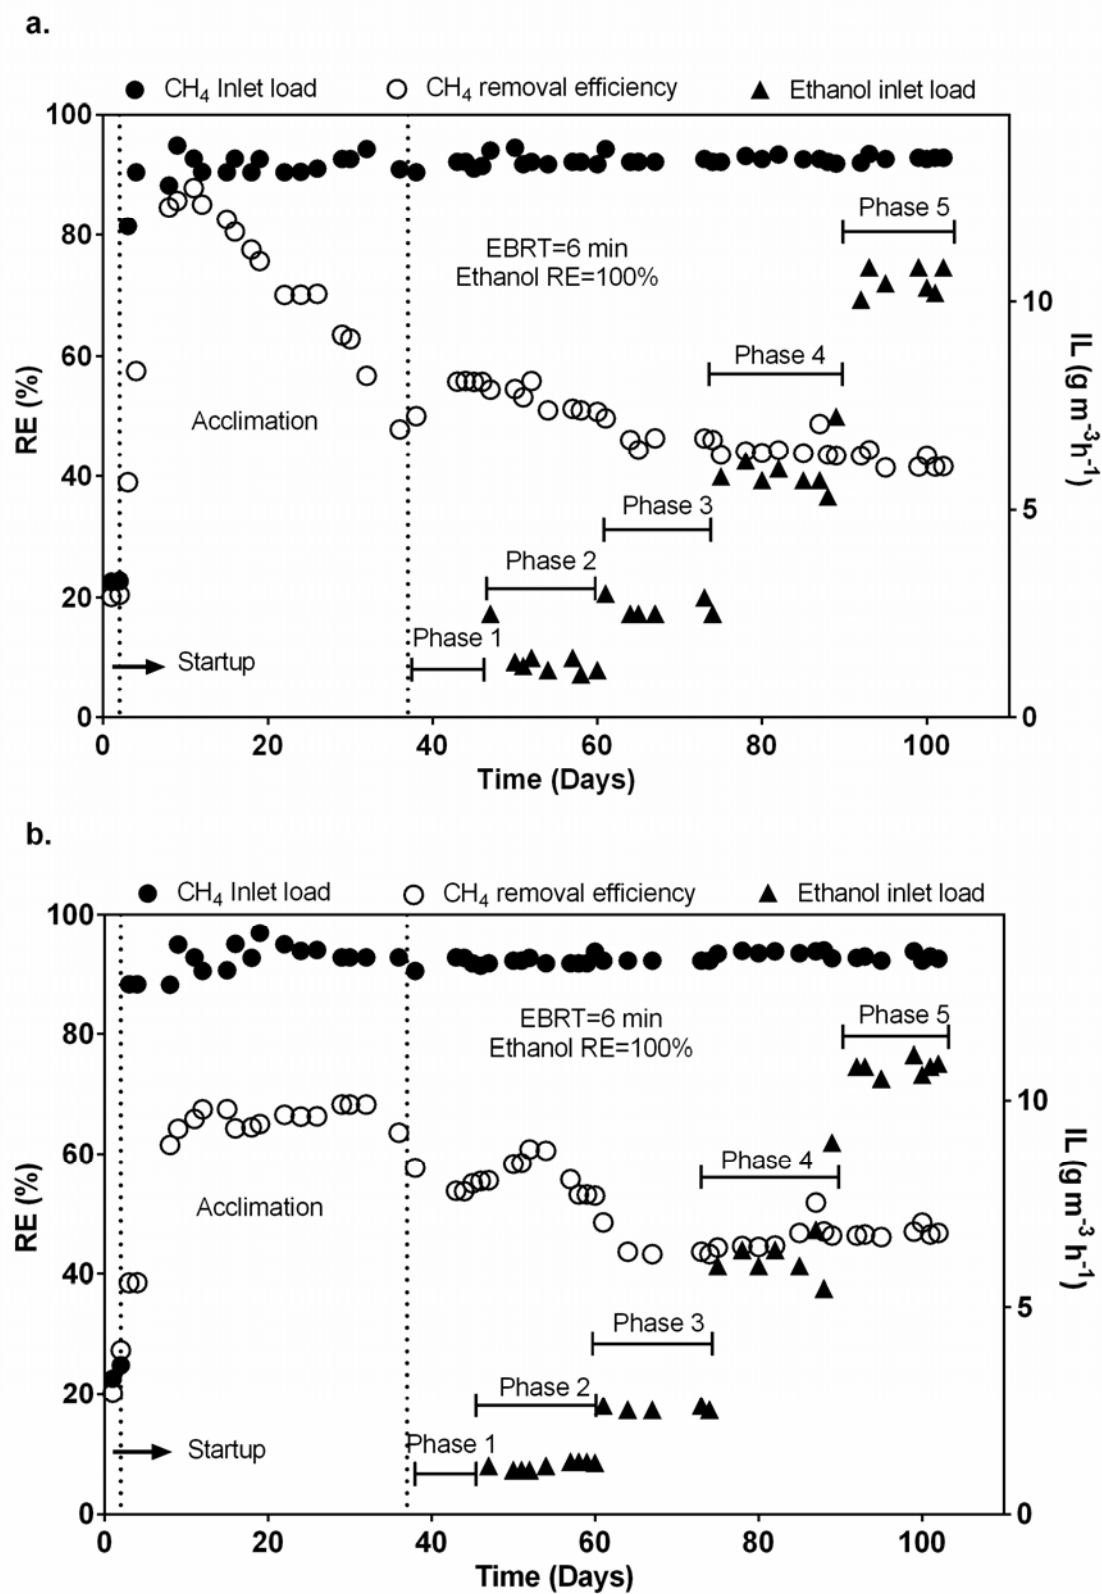 a.
CH₄ Inlet load CH₄ removal efficiency Ethanol inlet load
100
80
60
40
20
0
RE (%)
Phase 5
EBRT=6 min
Ethanol RE=100%
10
Phase 4
Acclimation
IL (g m⁻³h⁻¹)
5
Phase 3
Phase 2
Phase 1
Startup
0
0 20 40 60 80 100
Time (Days)
b.
CH₄ Inlet load CH₄ removal efficiency Ethanol inlet load
100
80
60
40
20
0
RE (%)
EBRT=6 min
Ethanol RE=100%
Phase 5
10
Phase 4
Acclimation
IL (g m⁻³ h⁻¹)
5
Phase 3
Phase 2
Phase 1
Startup
0
0 20 40 60 80 100
Time (Days)